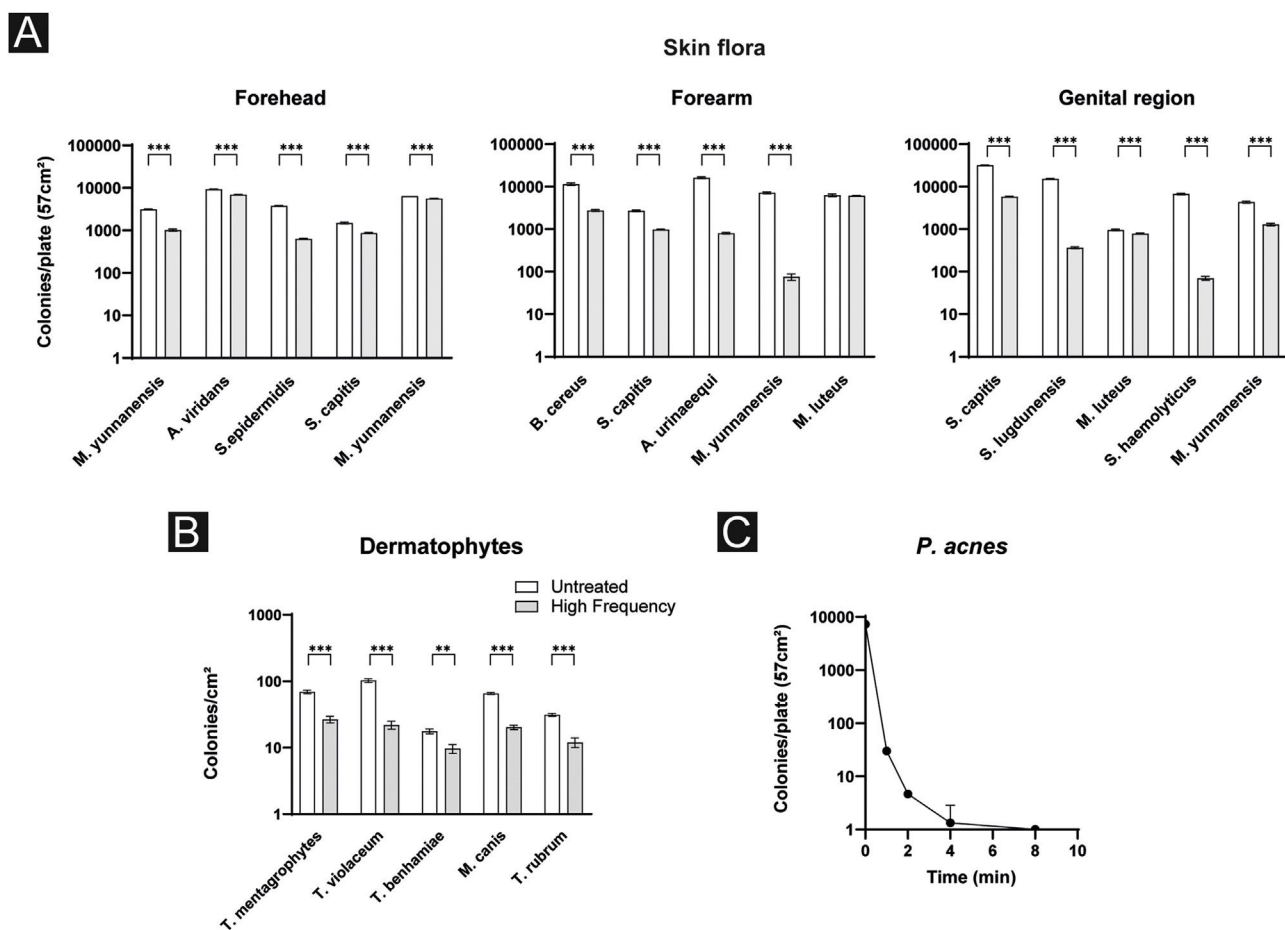 A
Skin flora
Forehead
Forearm
Genital region
Colonies/plate (57cm²)
100000
10000
1000
100
10
1
*** *** *** *** ***
M. yunnanensis
A. viridans
S.epidermidis
S. capitis
M. yunnanensis
100000
10000
1000
100
10
1
*** *** *** ***
B. cereus
S. capitis
A. urinaeequi
M. yunnanensis
M. luteus
100000
10000
1000
100
10
1
*** *** *** *** ***
S. capitis
S. lugdunensis
M. luteus
S. haemolyticus
M. yunnanensis
B
Dermatophytes
Untreated
High Frequency
Colonies/cm²
1000
100
10
1
*** *** ** *** ***
T. mentagrophytes
T. violaceum
T. benhamiae
M. canis
T. rubrum
C
P. acnes
Colonies/plate (57cm²)
10000
1000
100
10
1
0 2 4 6 8 10
Time (min)